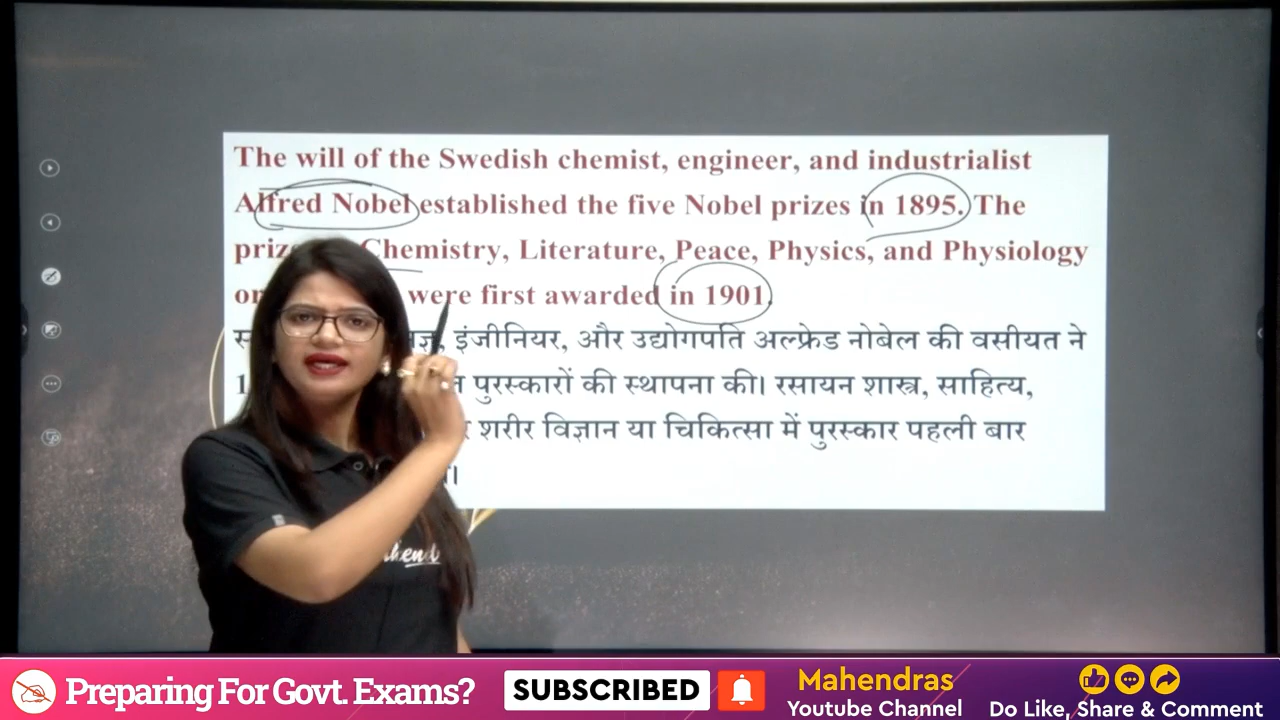 The will of the Swedish chemist, engineer, and industrialist
Alfred Nobel established the five Nobel prizes in 1895. The
Chemistry, Literature, Peace, Physics, and Physiology
were first awarded in 1901.
इंजीनियर, और उद्योगपति अल्फ्रेड नोबेल की वसीयत ने
पुरस्कारों की स्थापना की। रसायन शास्त्र, साहित्य,
शरीर विज्ञान या चिकित्सा में पुरस्कार पहली बार
Preparing For Govt. Exams?
SUBSCRIBED
Mahendras
Youtube Channel
Do Like, Share & Comment